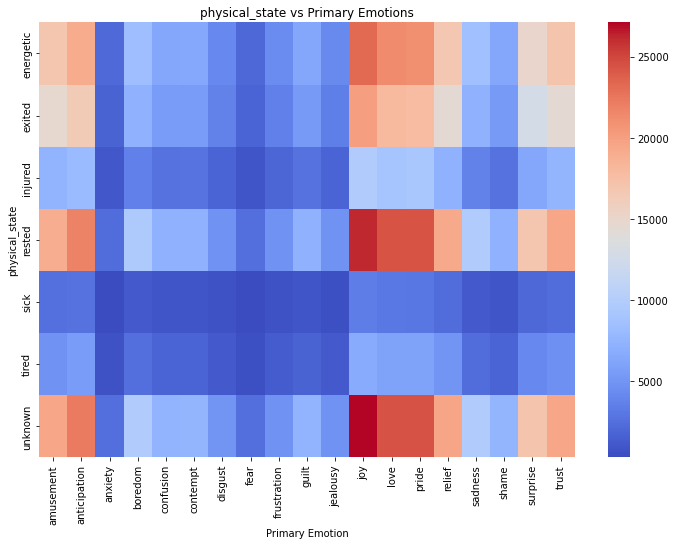 physical_state vs Primary Emotions
physical_state
energetic
exited
injured
rested
sick
tired
unknown
amusement
anticipation
anxiety
boredom
confusion
contempt
disgust
fear
frustration
guilt
jealousy
joy
love
pride
relief
sadness
shame
surprise
trust
Primary Emotion
25000
20000
15000
10000
5000